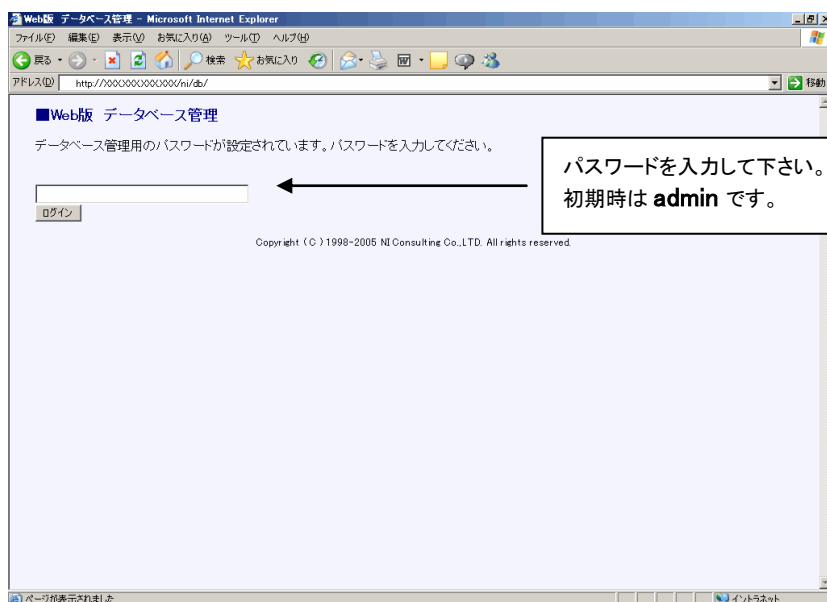 Web版 データベース管理 - Microsoft Internet Explorer
ファイル(F) 編集(E) 表示(V) お気に入り(A) ツール(T) ヘルプ(H)
戻る 検索 お気に入り
アドレス(D) http://XXX.XXX.XXX.XXX/ni/db/ 移動
■Web版 データベース管理
データベース管理用のパスワードが設定されています。パスワードを入力してください。
パスワードを入力して下さい。
初期時は admin です。
ログイン
Copyright (C) 1998-2005 NI Consulting Co.,LTD. All rights reserved.
ページが表示されました イントラネット